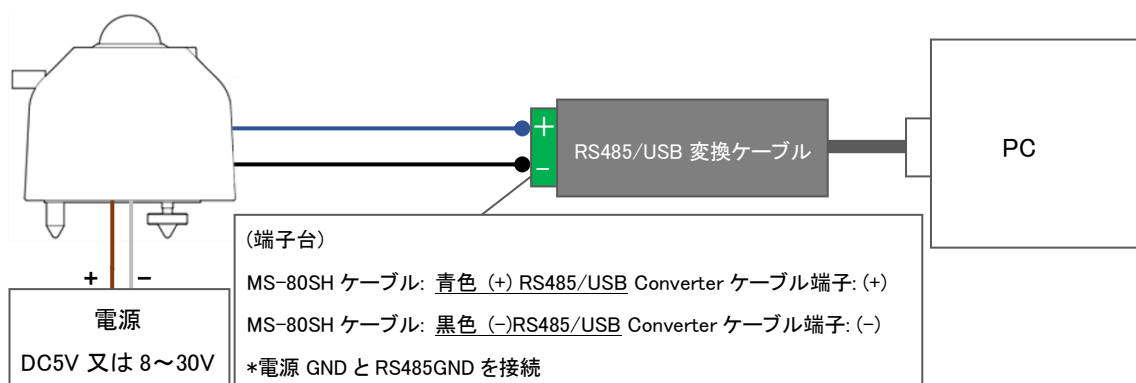 +
-
RS485/USB 変換ケーブル
PC
+ -
電源
DC5V 又は 8～30V
(端子台)
MS-80SH ケーブル: 青色 (+) RS485/USB Converter ケーブル端子: (+)
MS-80SH ケーブル: 黒色 (-)RS485/USB Converter ケーブル端子: (-)
*電源 GND と RS485GND を接続